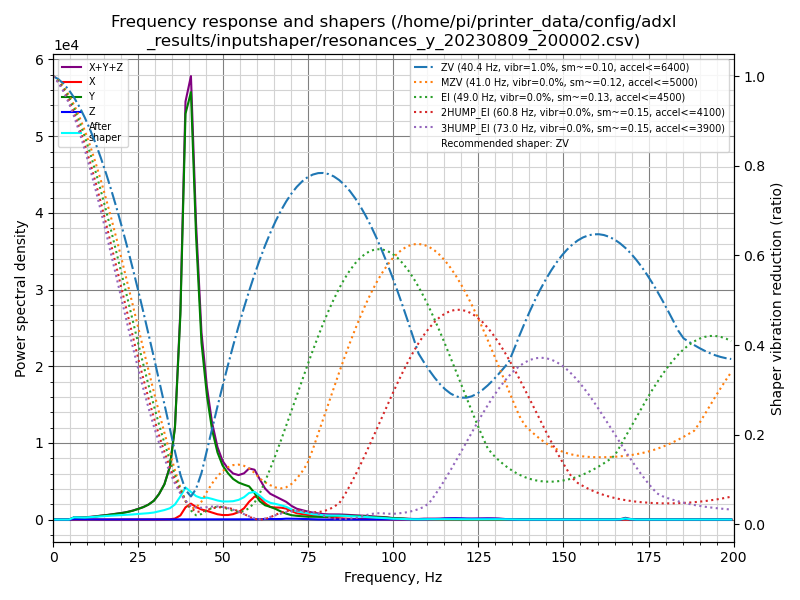 Frequency response and shapers (/home/pi/printer_data/config/adxl
_results/inputshaper/resonances_y_20230809_200002.csv)
1e4
X+Y+Z
X
Y
Z
After
shaper
ZV (40.4 Hz, vibr=1.0%, sm~=0.10, accel<=6400)
MZV (41.0 Hz, vibr=0.0%, sm~=0.12, accel<=5000)
EI (49.0 Hz, vibr=0.0%, sm~=0.13, accel<=4500)
2HUMP_EI (60.8 Hz, vibr=0.0%, sm~=0.15, accel<=4100)
3HUMP_EI (73.0 Hz, vibr=0.0%, sm~=0.15, accel<=3900)
Recommended shaper: ZV
Power spectral density
6
5
4
3
2
1
0
1.0
0.8
0.6
0.4
0.2
0.0
Shaper vibration reduction (ratio)
0 25 50 75 100 125 150 175 200
Frequency, Hz